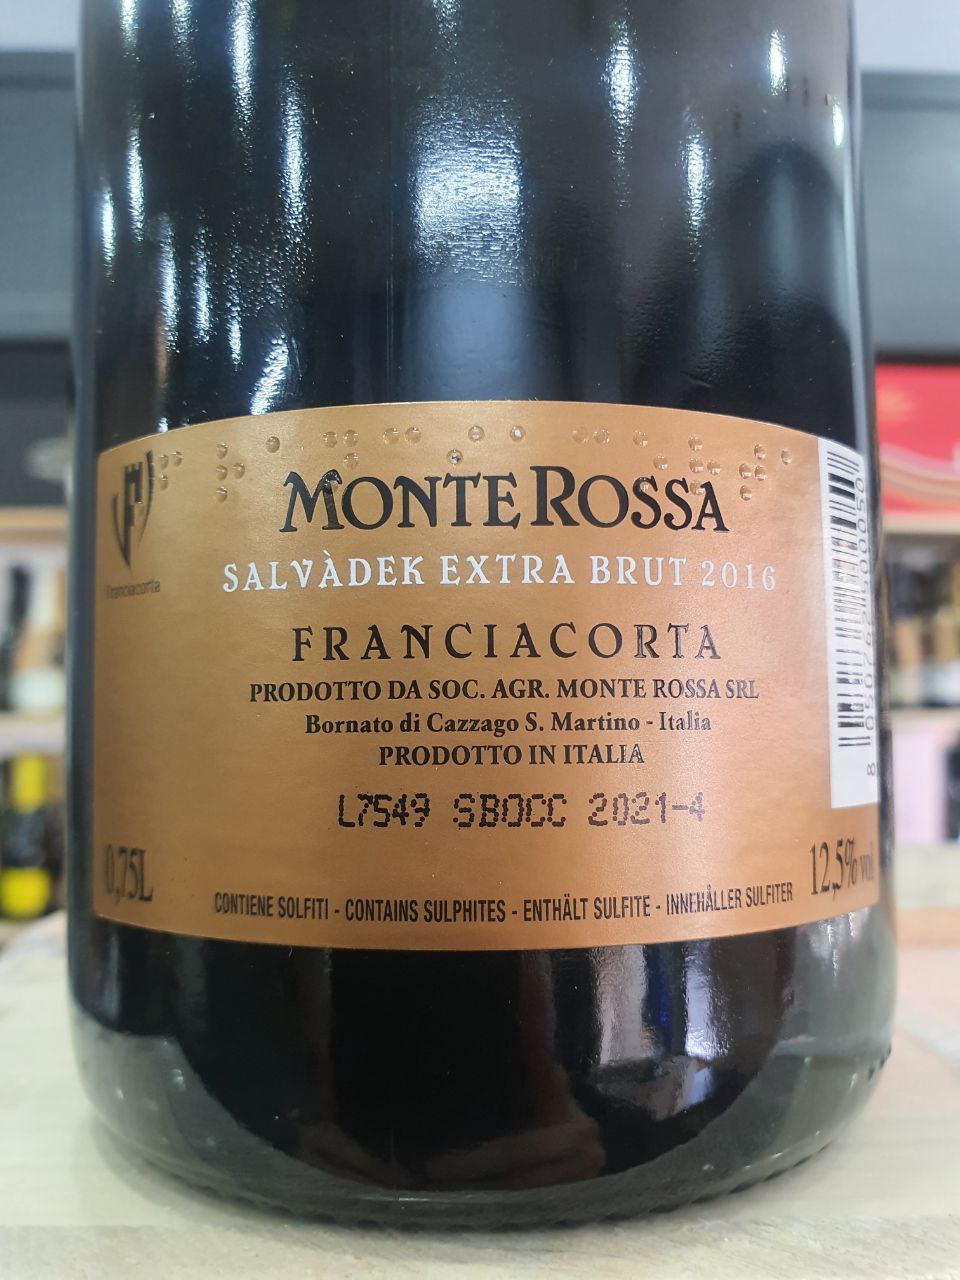 MONTE ROSSA
SALVÀDEK EXTRA BRUT 2016
Franciacorta
FRANCIACORTA
PRODOTTO DA SOC. AGR. MONTE ROSSA SRL
Bornato di Cazzago S. Martino - Italia
PRODOTTO IN ITALIA
L7549 SBOCC 2021-4
0,75L
12,5% vol
CONTIENE SOLFITI - CONTAINS SULPHITES - ENTHÄLT SULFITE - INNEHÅLLER SULFITER